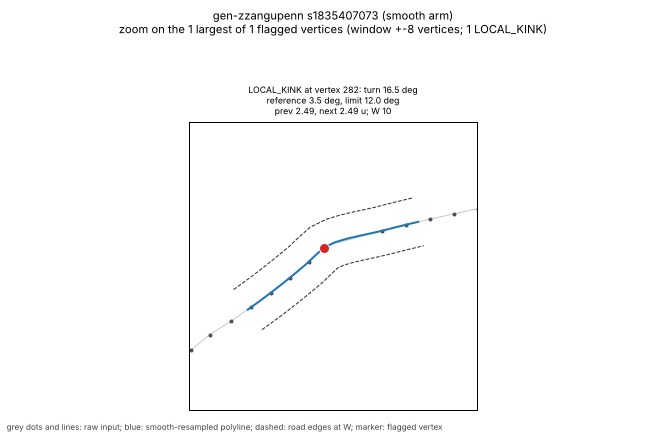 gen-zzangupenn s1835407073 (smooth arm)
zoom on the 1 largest of 1 flagged vertices (window +-8 vertices; 1 LOCAL_KINK)
LOCAL_KINK at vertex 282: turn 16.5 deg
reference 3.5 deg, limit 12.0 deg
prev 2.49, next 2.49 u; W 10
grey dots and lines: raw input; blue: smooth-resampled polyline; dashed: road edges at W; marker: flagged vertex